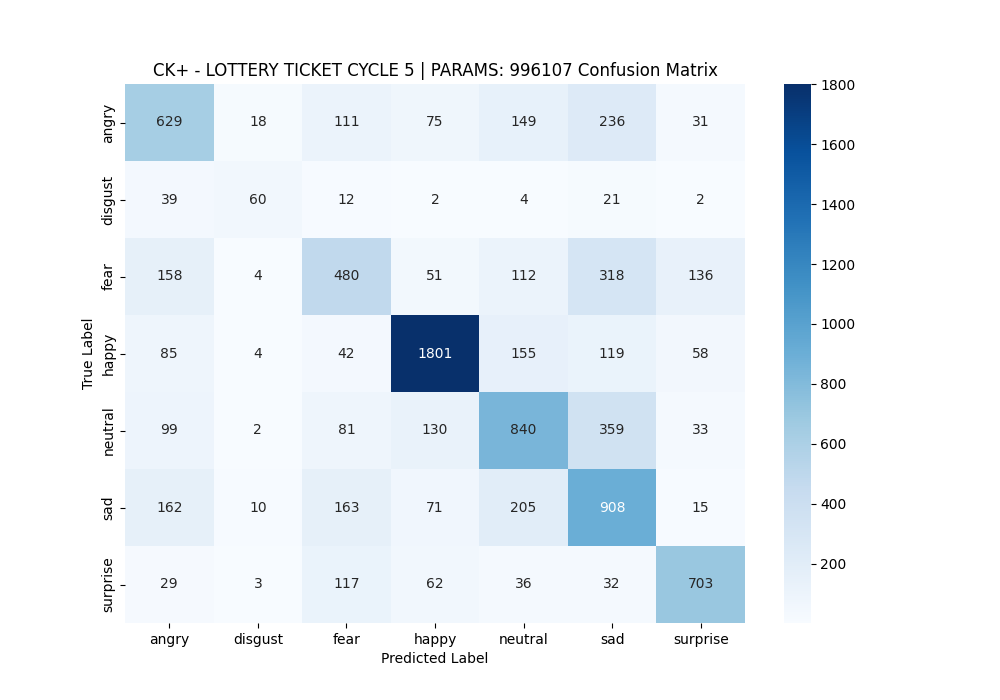 CK+ - LOTTERY TICKET CYCLE 5 | PARAMS: 996107 Confusion Matrix
True Label
angry 629 18 111 75 149 236 31
disgust 39 60 12 2 4 21 2
fear 158 4 480 51 112 318 136
happy 85 4 42 1801 155 119 58
neutral 99 2 81 130 840 359 33
sad 162 10 163 71 205 908 15
surprise 29 3 117 62 36 32 703
angry disgust fear happy neutral sad surprise
Predicted Label
1800
1600
1400
1200
1000
800
600
400
200